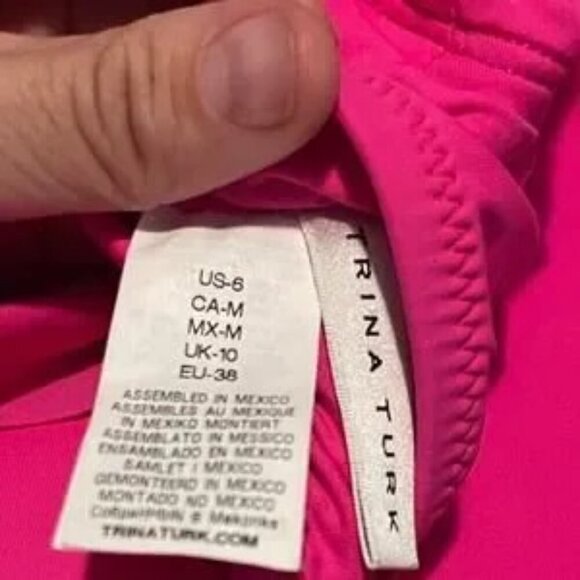 US-6
CA-M
MX-M
UK-10
EU-38
ASSEMBLED IN MEXICO
ASSEMBLES AU MEXIQUE
IN MEXIKO MONTIERT
ASSEMBLATO IN MESSICO
ENSAMBLADO EN MEXICO
SAMLET I MEXICO
GEMONTEERD IN MEXICO
MONTADO NO MEXICO
TRINATURK.COM
TRINA TURK